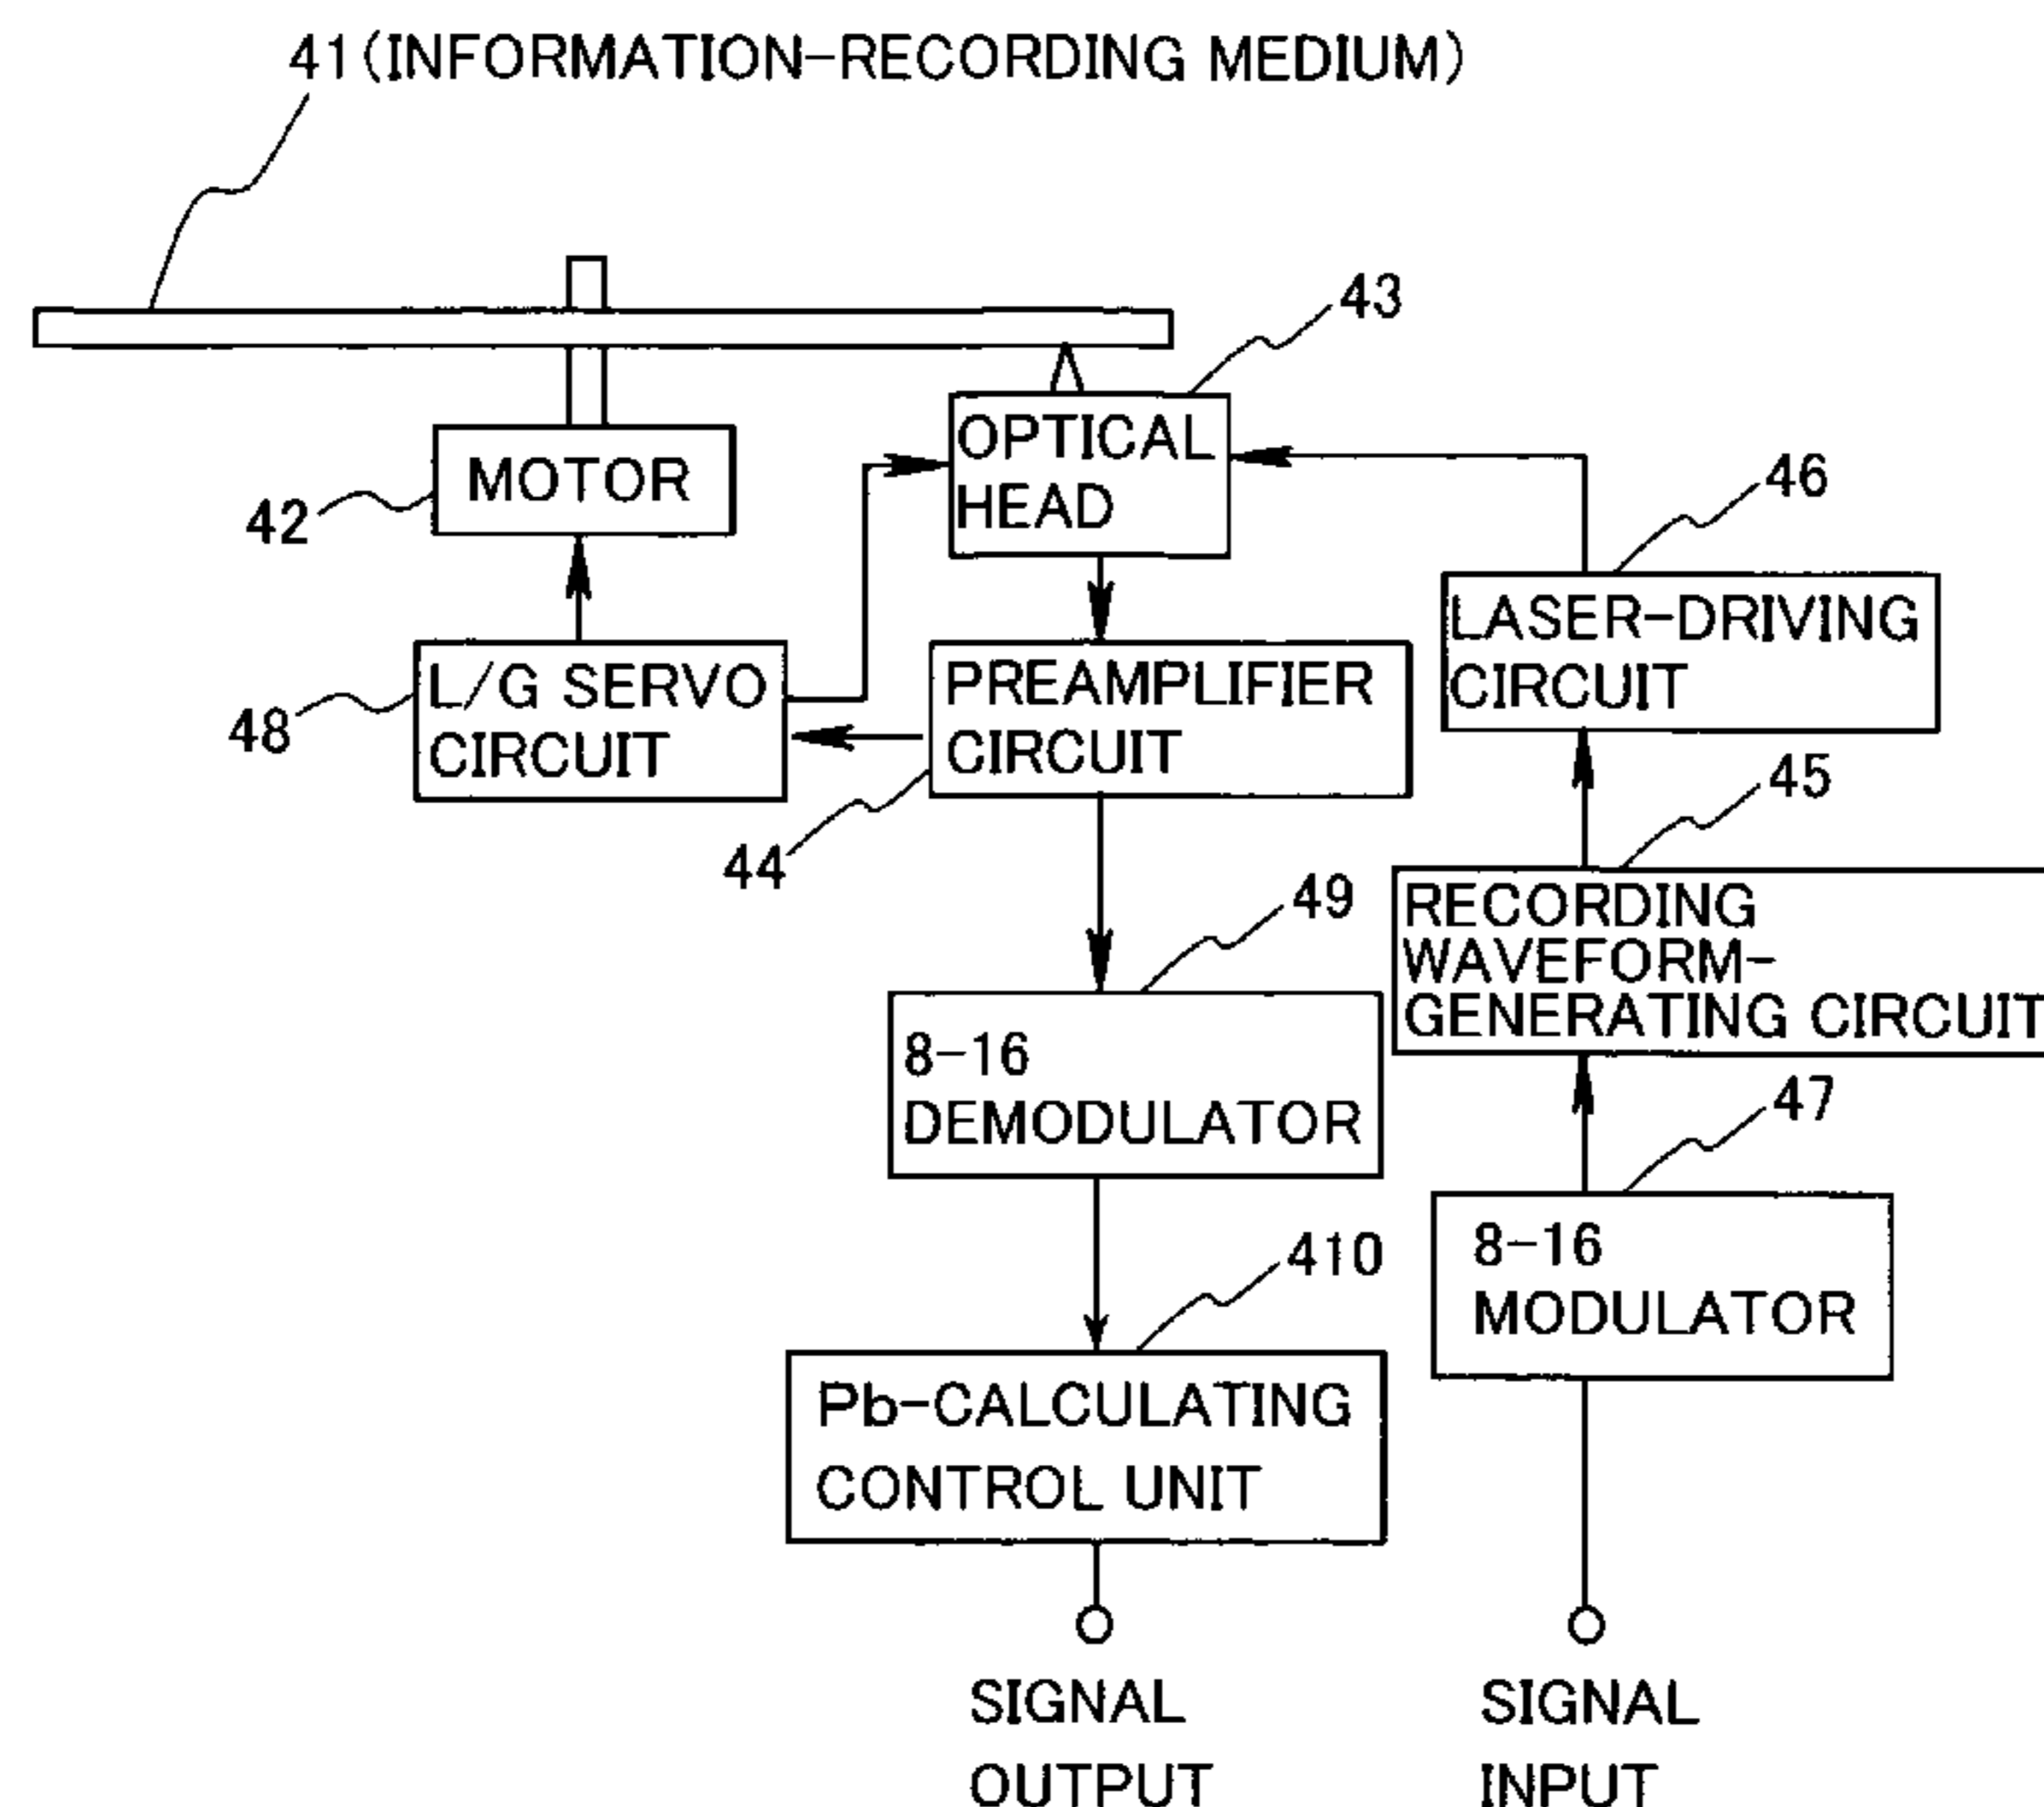 41(INFORMATION-RECORDING MEDIUM)
43
OPTICAL
HEAD
MOTOR
42
46
LASER-DRIVING
CIRCUIT
L/G SERVO
CIRCUIT
48
PREAMPLIFIER
CIRCUIT
44
45
RECORDING
WAVEFORM-
GENERATING CIRCUIT
49
8-16
DEMODULATOR
47
8-16
MODULATOR
410
Pb-CALCULATING
CONTROL UNIT
SIGNAL
OUTPUT
SIGNAL
INPUT